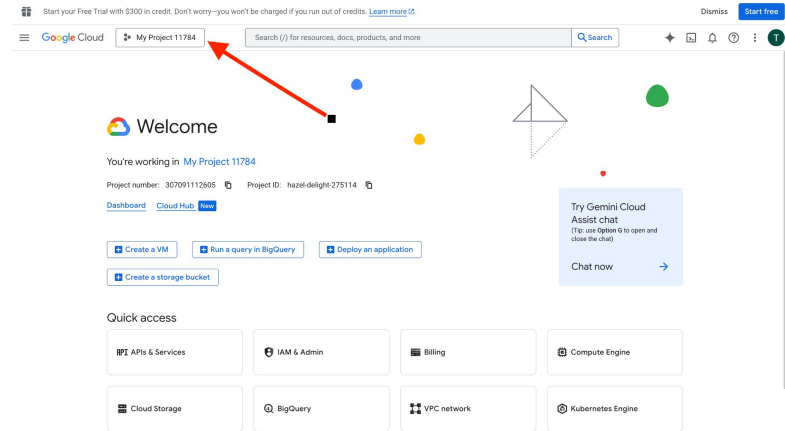 Start your Free Trial with $300 in credit. Don't worry—you won't be charged if you run out of credits. Learn more
Dismiss
Start free
Google Cloud
My Project 11784
Search (/) for resources, docs, products, and more
Search
T
Welcome
You're working in My Project 11784
Project number: 307091112605 Project ID: hazel-delight-275114
Dashboard Cloud Hub New
Try Gemini Cloud
Assist chat
(Tip: use Option G to open and
close the chat)
Chat now
Create a VM
Run a query in BigQuery
Deploy an application
Create a storage bucket
Quick access
API APIs & Services
IAM & Admin
Billing
Compute Engine
Cloud Storage
BigQuery
VPC network
Kubernetes Engine